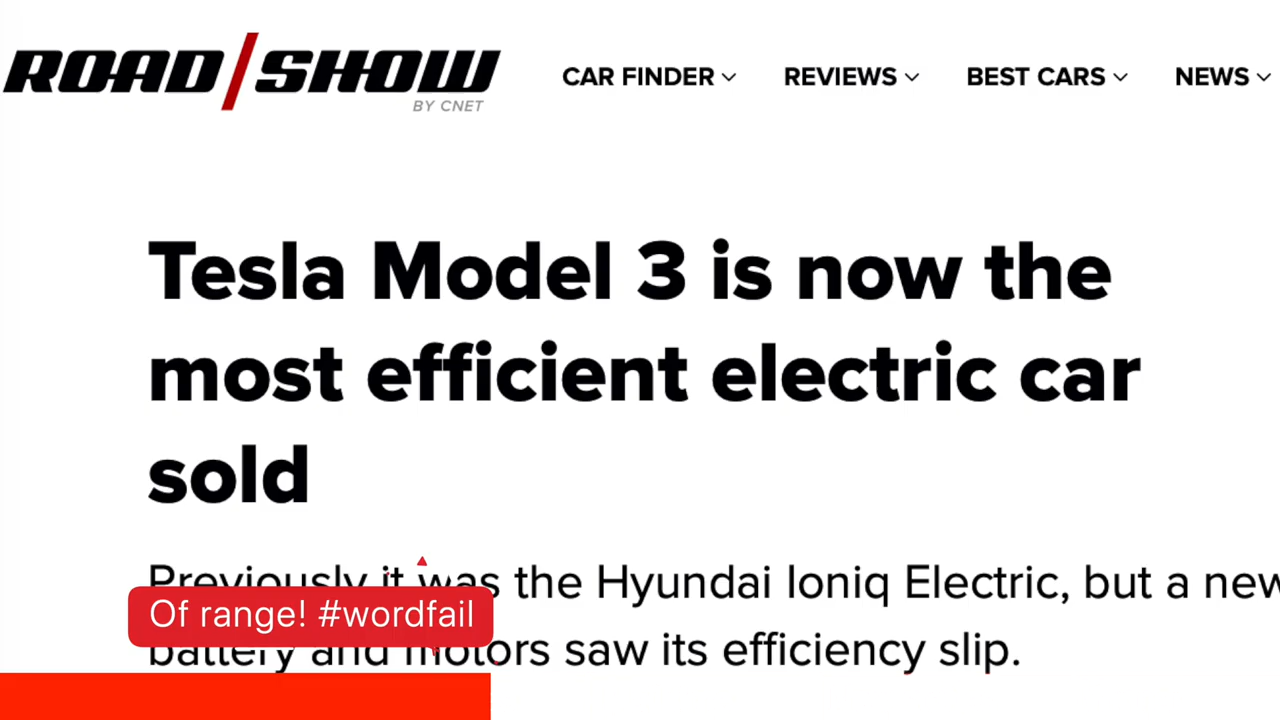 ROAD/SHOW
BY CNET
CAR FINDER
REVIEWS
BEST CARS
NEWS
Tesla Model 3 is now the
most efficient electric car
sold
Previously it was the Hyundai Ioniq Electric, but a new
Of range! #wordfail
battery and motors saw its efficiency slip.